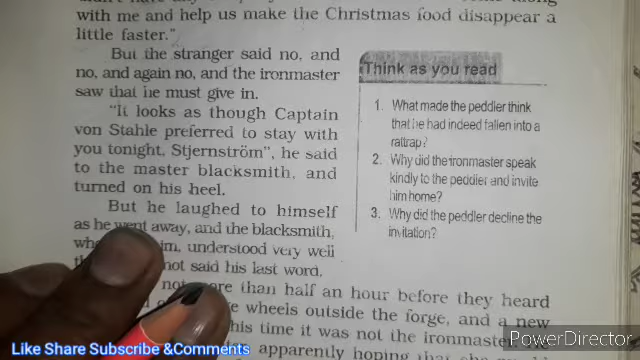 with me and help us make the Christmas food disappear a
little faster."
But the stranger said no, and
no, and again no, and the ironmaster
saw that he must give in.
"It looks as though Captain
von Stahle preferred to stay with
you tonight, Stjernström", he said
to the master blacksmith, and
turned on his heel.
But he laughed to himself
as he went away, and the blacksmith,
im, understood very well
not said his last word.
not more than half an hour before they heard
wheels outside the forge, and a new
his time it was not the ironmaster
apparently hoping that she
Think as you read
1. What made the peddler think
that he had indeed fallen into a
rattrap?
2. Why did the ironmaster speak
kindly to the peddler and invite
him home?
3. Why did the peddler decline the
invitation?
Like Share Subscribe &Comments
PowerDirector